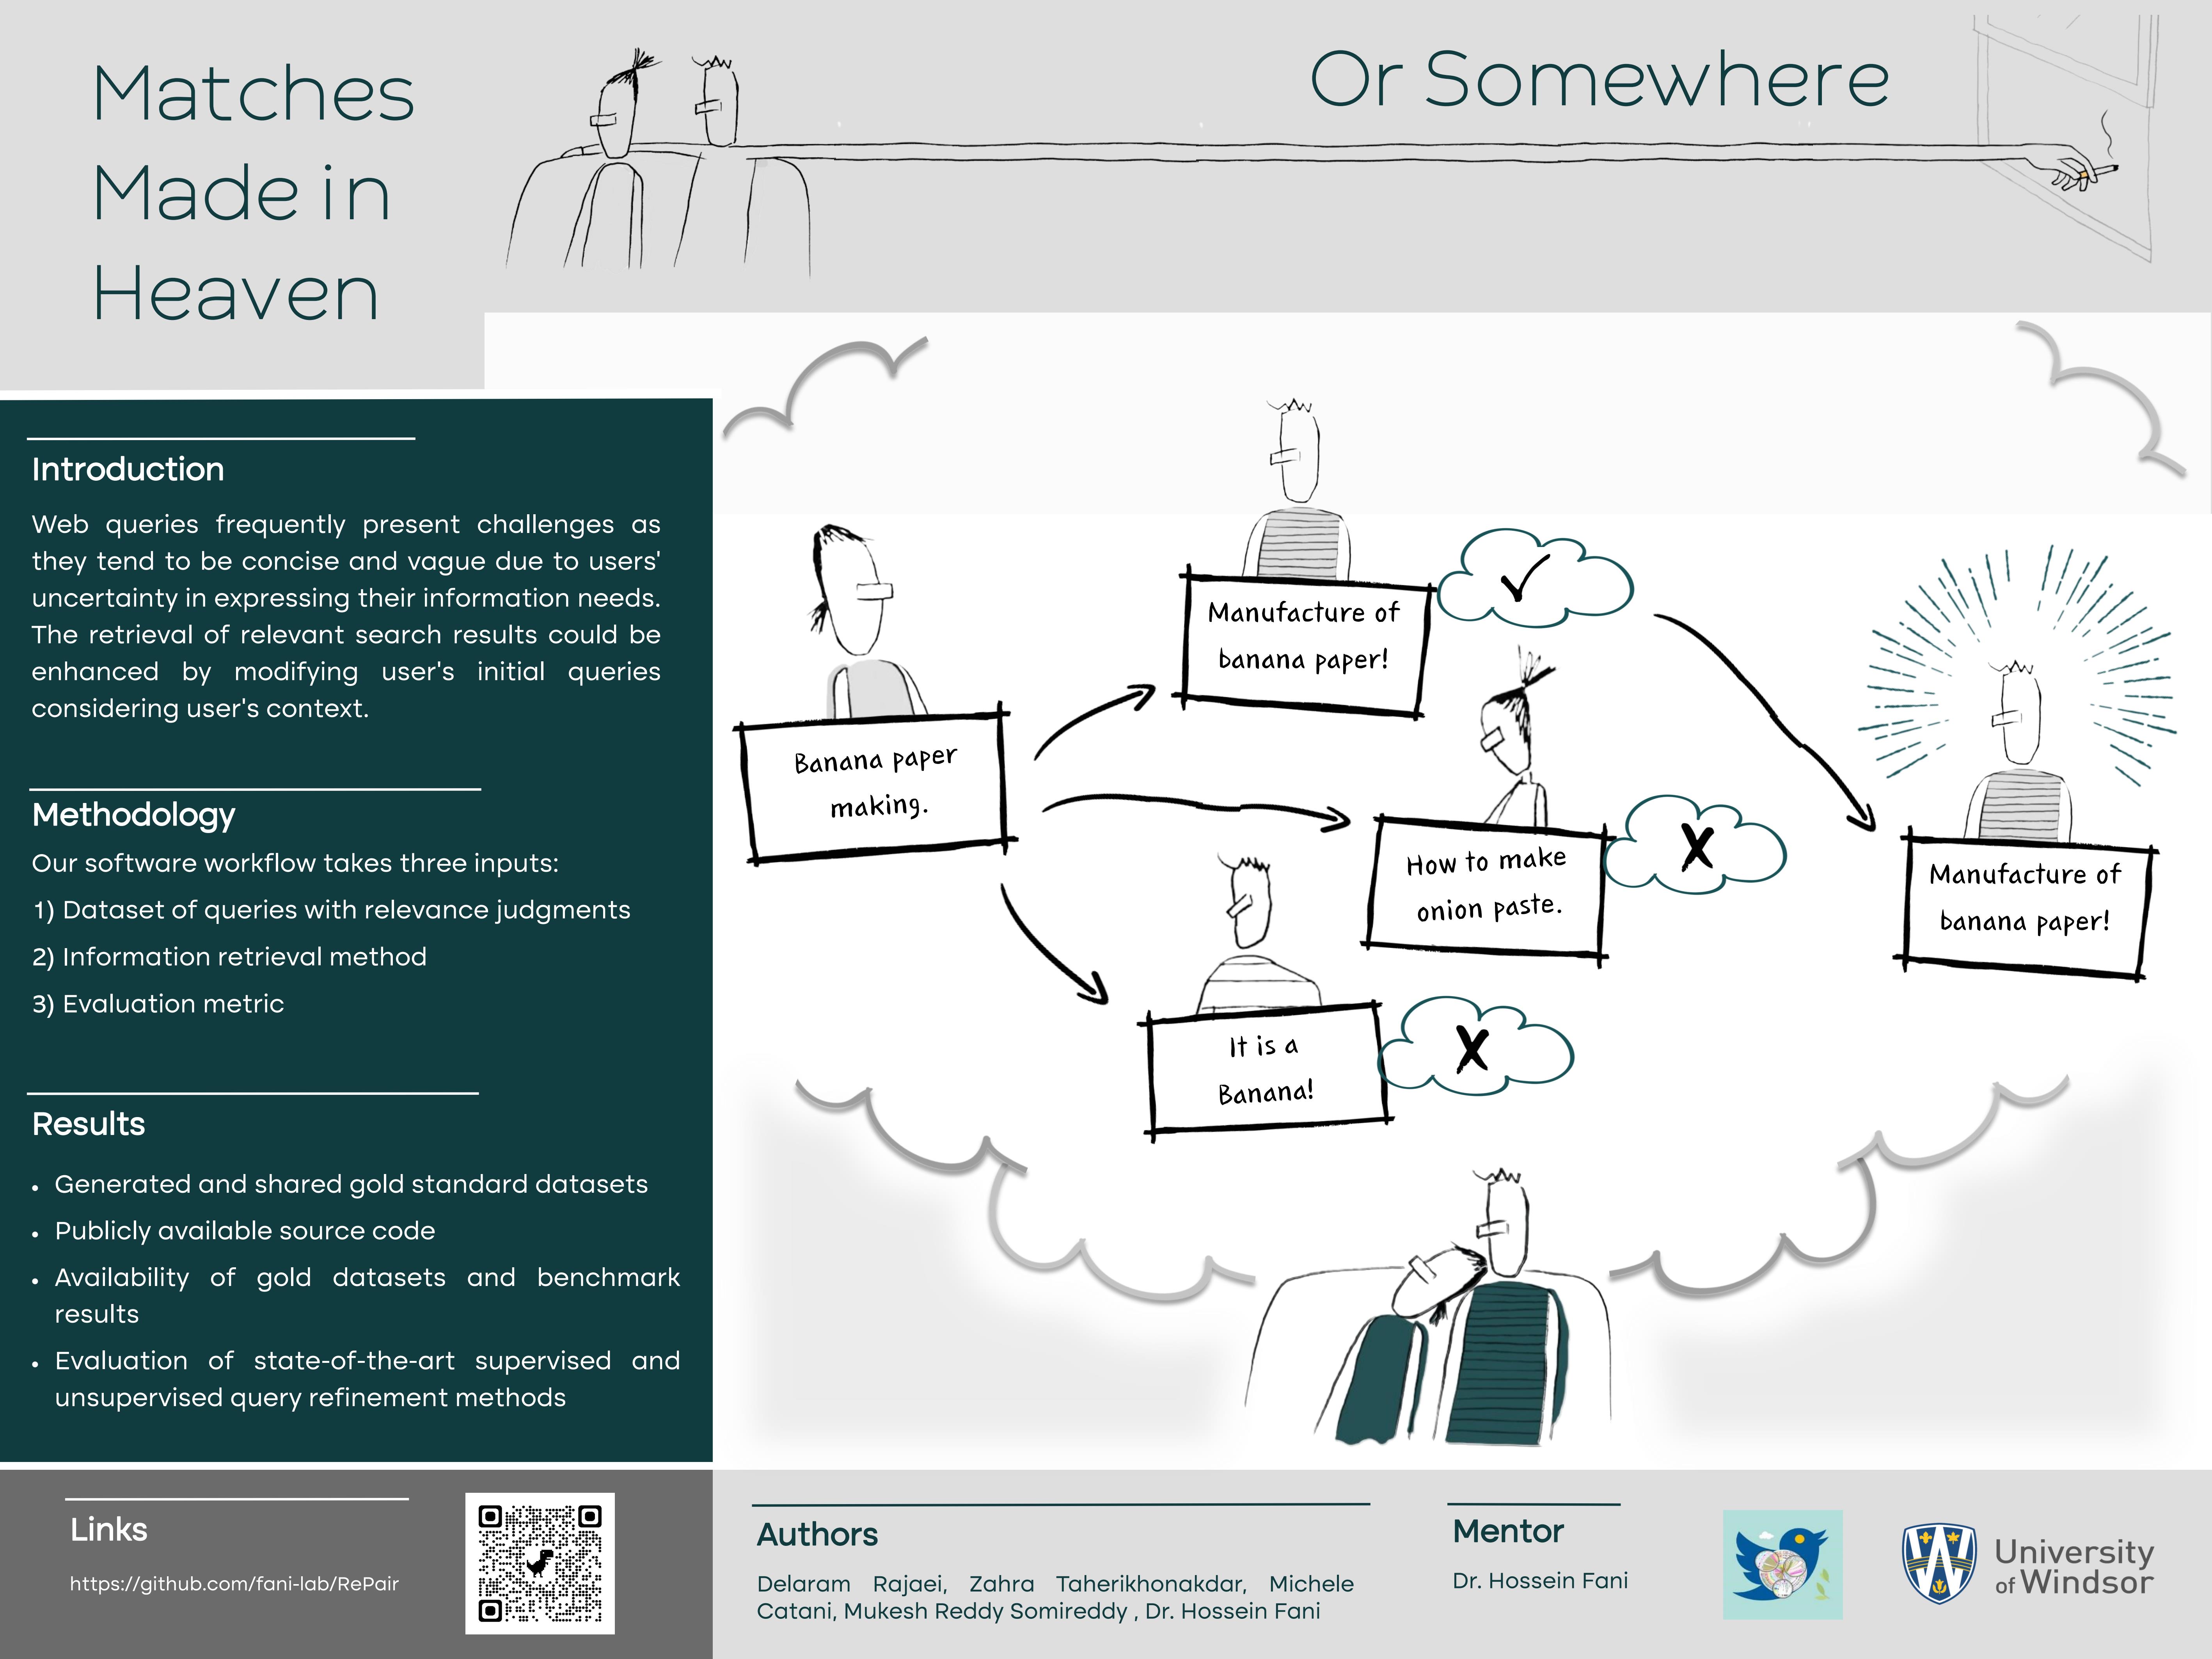 Matches
Made in
Heaven
Or Somewhere
Introduction
Web queries frequently present challenges as
they tend to be concise and vague due to users'
uncertainty in expressing their information needs.
The retrieval of relevant search results could be
enhanced by modifying user's initial queries
considering user's context.
Methodology
Our software workflow takes three inputs:
1) Dataset of queries with relevance judgments
2) Information retrieval method
3) Evaluation metric
Results
• Generated and shared gold standard datasets
• Publicly available source code
• Availability of gold datasets and benchmark
results
• Evaluation of state-of-the-art supervised and
unsupervised query refinement methods
Banana paper
making.
Manufacture of
banana paper!
How to make
onion paste.
It is a
Banana!
Manufacture of
banana paper!
Links
https://github.com/fani-lab/RePair
Authors
Delaram Rajaei, Zahra Taherikhonakdar, Michele
Catani, Mukesh Reddy Somireddy , Dr. Hossein Fani
Mentor
Dr. Hossein Fani
University
of Windsor